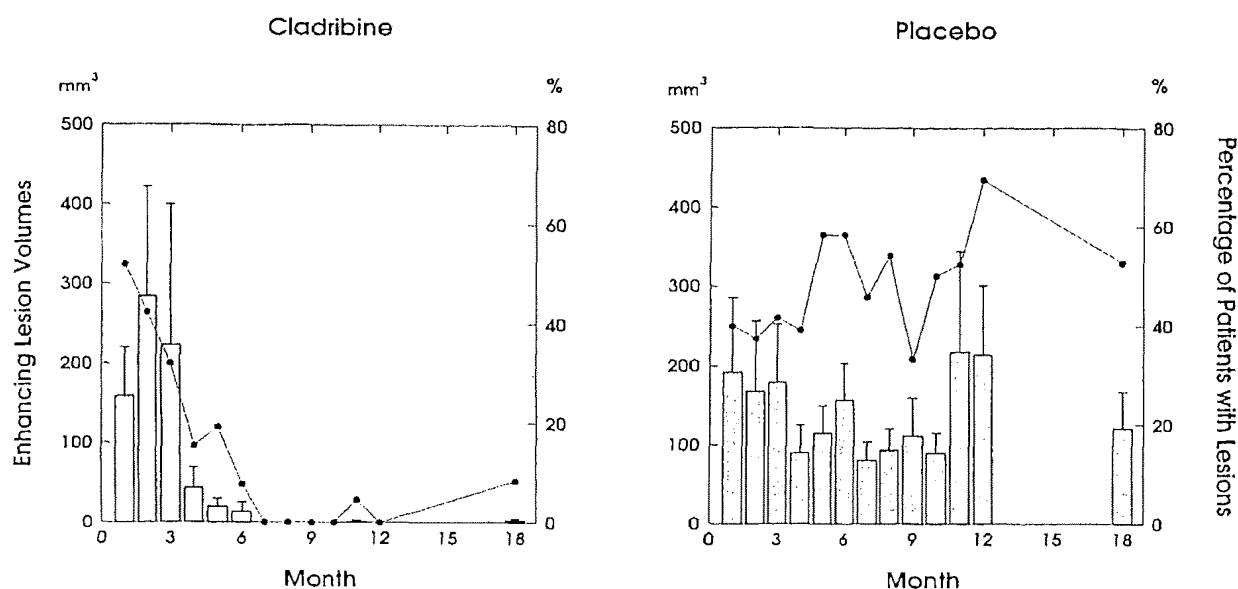 Cladribine
Placebo
mm³
%
mm³
%
500
400
300
200
100
0
80
60
40
20
0
500
400
300
200
100
0
80
60
40
20
0
Enhancing Lesion Volumes
Percentage of Patients with Lesions
0 3 6 9 12 15 18
0 3 6 9 12 15 18
Month
Month